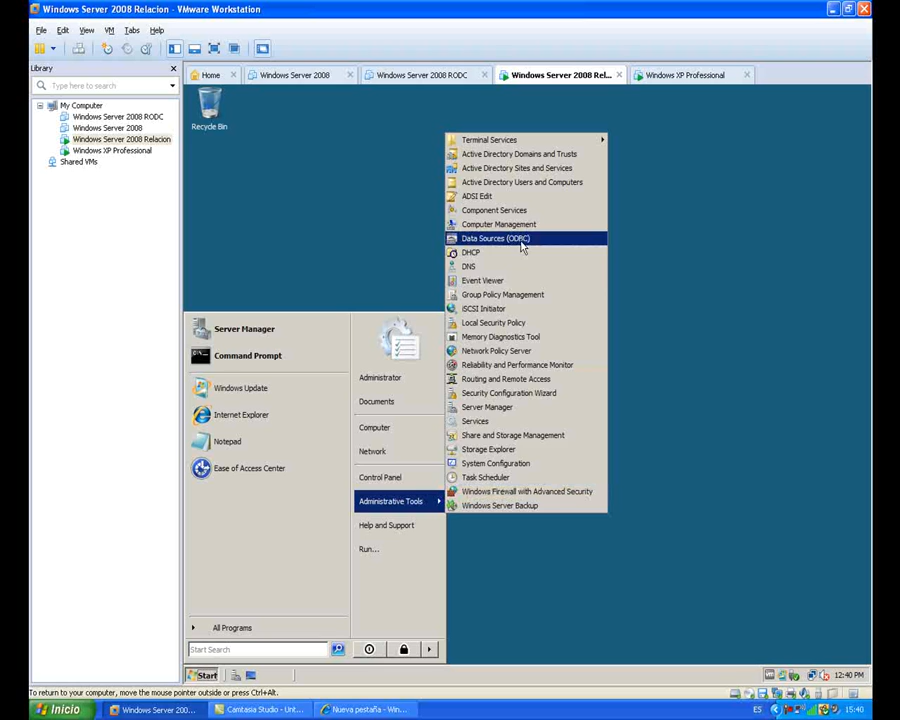 Windows Server 2008 Relacion - VMware Workstation
File Edit View VM Tabs Help
Library
Type here to search
My Computer
Windows Server 2008 RODC
Windows Server 2008
Windows Server 2008 Relacion
Windows XP Professional
Shared VMs
Home
Windows Server 2008
Windows Server 2008 RODC
Windows Server 2008 Rel...
Windows XP Professional
Recycle Bin
Terminal Services
Active Directory Domains and Trusts
Active Directory Sites and Services
Active Directory Users and Computers
ADSI Edit
Component Services
Computer Management
Data Sources (ODBC)
DHCP
DNS
Event Viewer
Group Policy Management
iSCSI Initiator
Local Security Policy
Memory Diagnostics Tool
Network Policy Server
Reliability and Performance Monitor
Routing and Remote Access
Security Configuration Wizard
Server Manager
Services
Share and Storage Management
Storage Explorer
System Configuration
Task Scheduler
Windows Firewall with Advanced Security
Windows Server Backup
Server Manager
Command Prompt
Windows Update
Internet Explorer
Notepad
Ease of Access Center
All Programs
Start Search
Administrator
Documents
Computer
Network
Control Panel
Administrative Tools
Help and Support
Run...
Start
12:40 PM
To return to your computer, move the mouse pointer outside or press Ctrl+Alt.
Inicio
Windows Server 200...
Camtasia Studio - Unt...
Nueva pestaña - Win...
ES
15:40